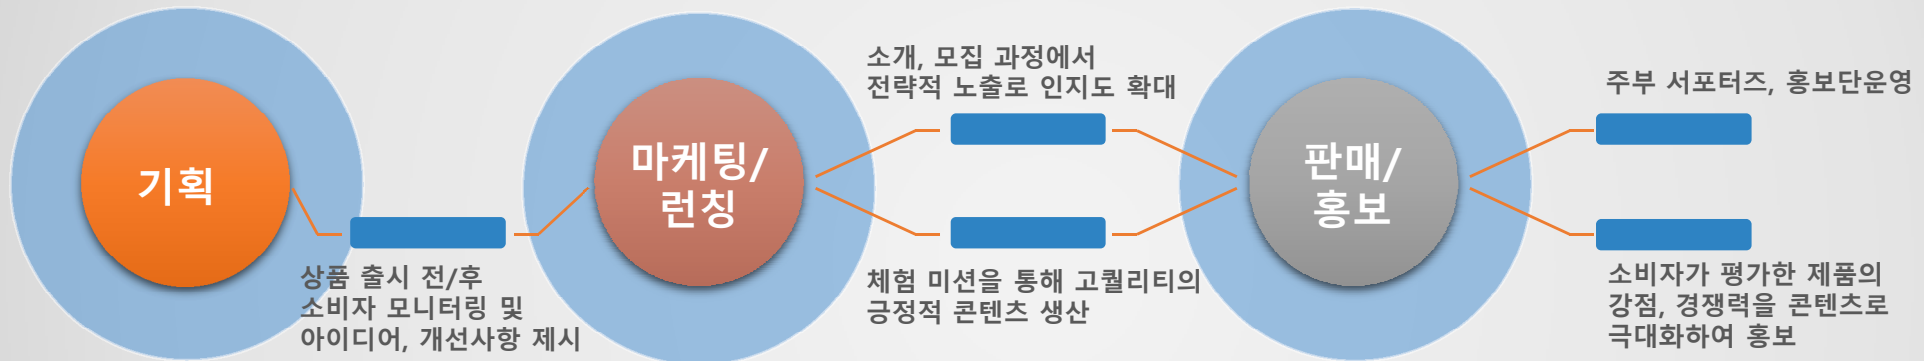 기획
상품 출시 전/후
소비자 모니터링 및
아이디어, 개선사항 제시
마케팅/
런칭
소개, 모집 과정에서
전략적 노출로 인지도 확대
체험 미션을 통해 고퀄리티의
긍정적 콘텐츠 생산
판매/
홍보
주부 서포터즈, 홍보단운영
소비자가 평가한 제품의
강점, 경쟁력을 콘텐츠로
극대화하여 홍보